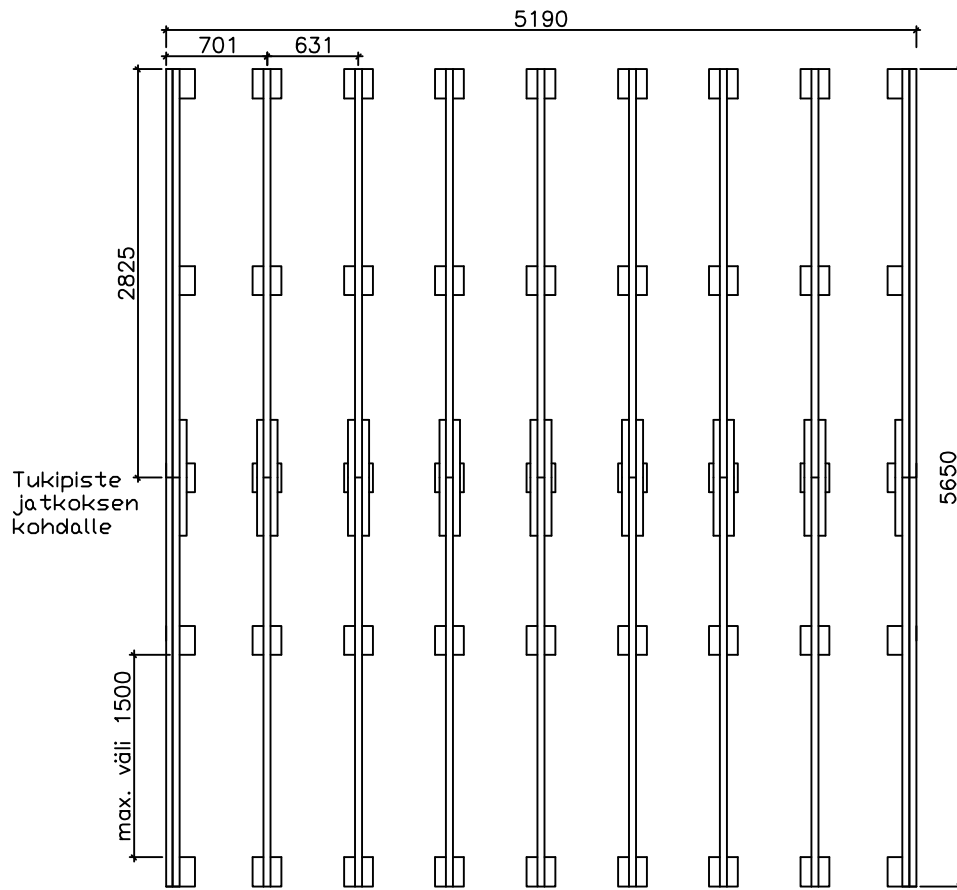 5190
701
631
2825
Tukipiste
jatkoksen
kohdalle
5650
max. väli 1500